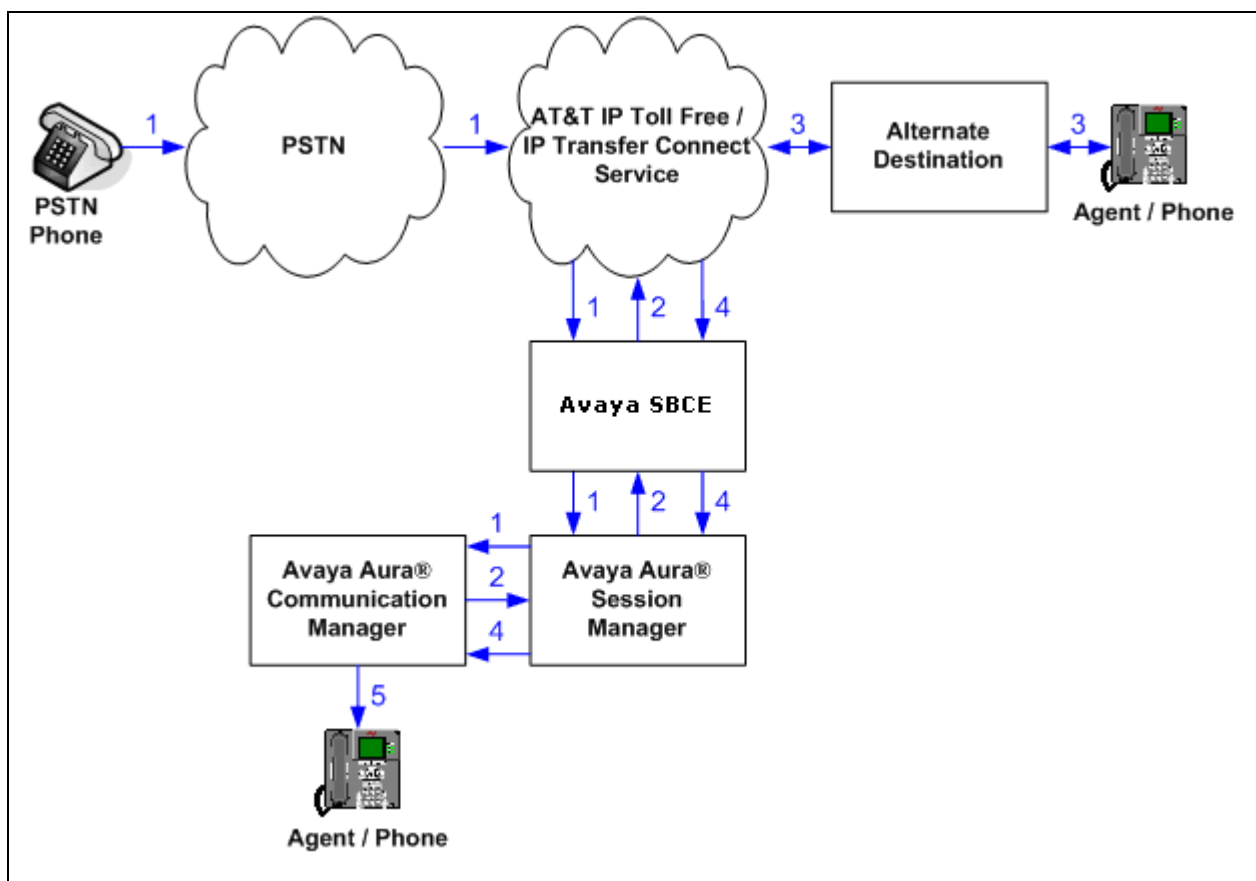 1
PSTN
Phone
PSTN
1
AT&T IP Toll Free /
IP Transfer Connect
Service
3
Alternate
Destination
3
Agent / Phone
1
2
4
Avaya SBCE
1
2
4
1
2
4
Avaya Aura®
Communication
Manager
Avaya Aura®
Session
Manager
5
Agent / Phone